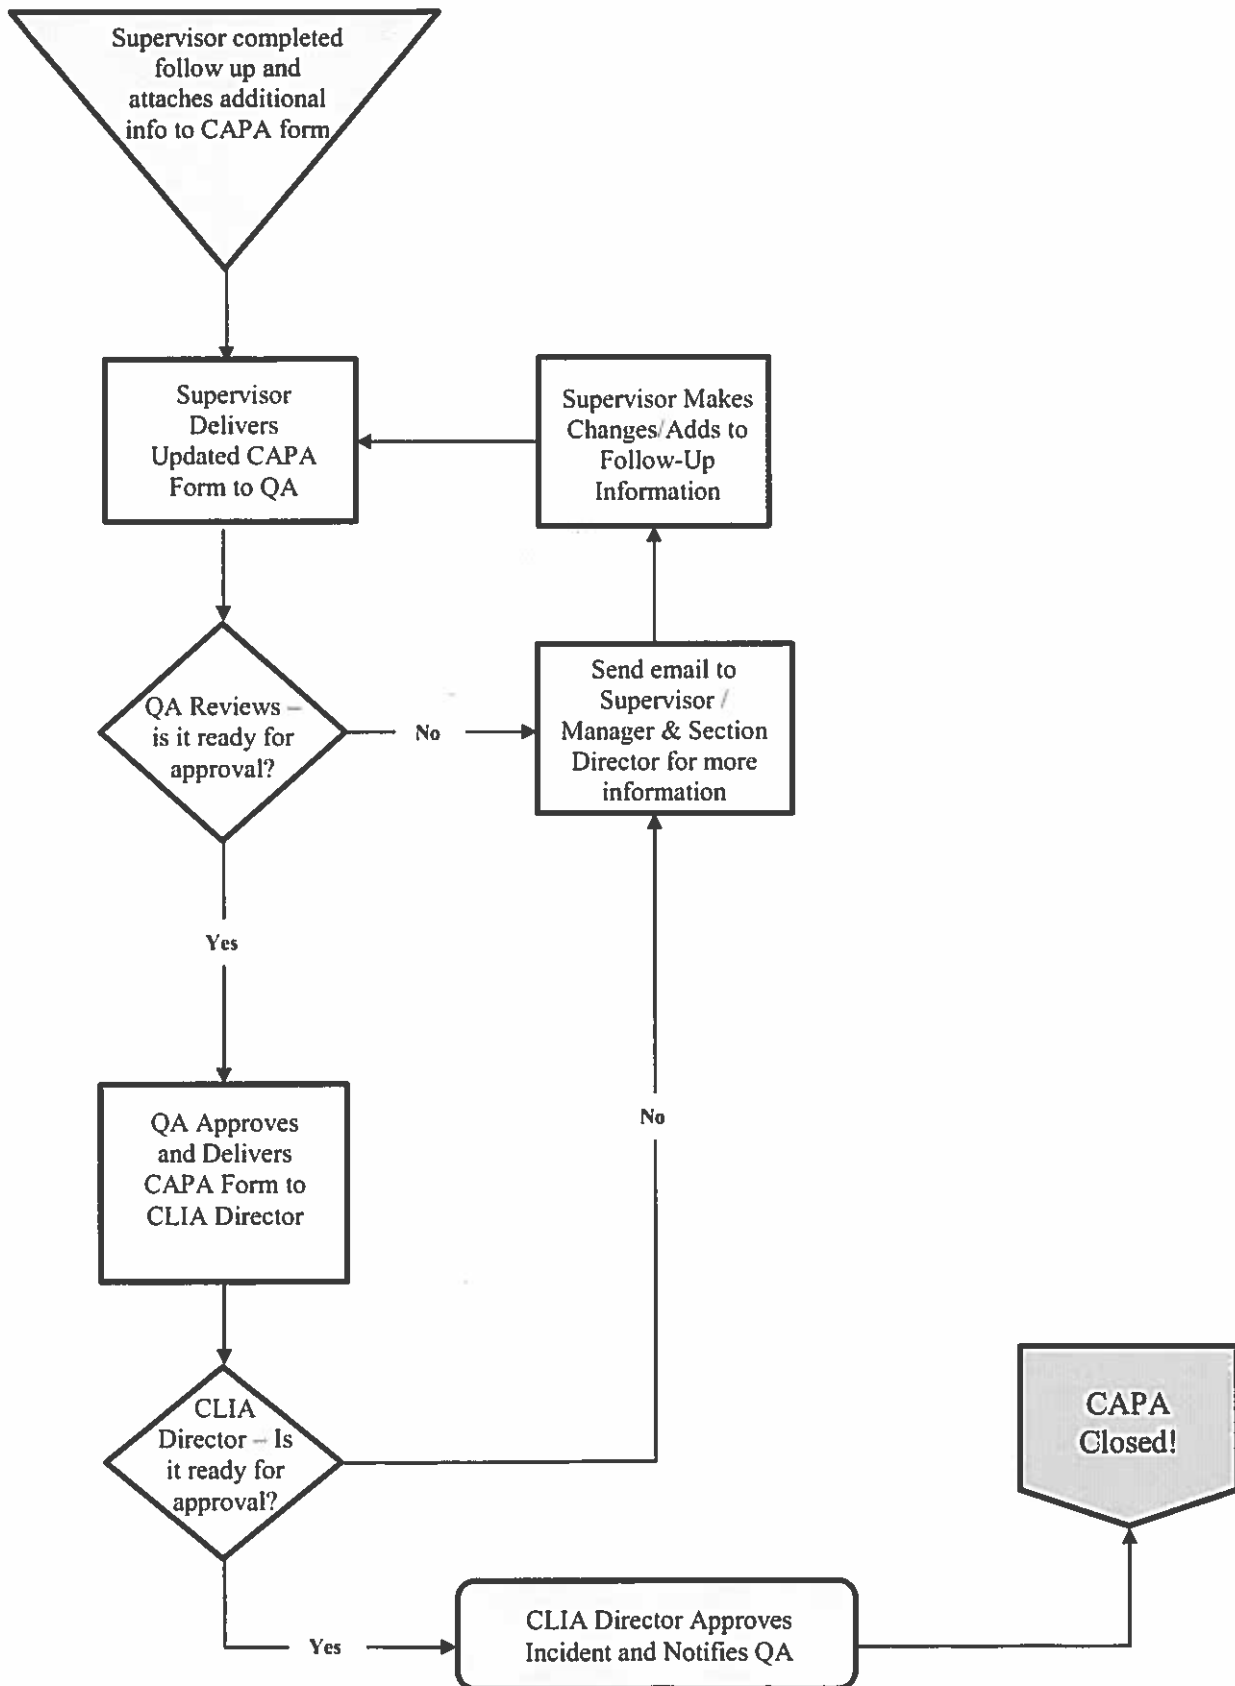 Supervisor completed
follow up and
attaches additional
info to CAPA form
Supervisor
Delivers
Updated CAPA
Form to QA
Supervisor Makes
Changes/Adds to
Follow-Up
Information
QA Reviews –
is it ready for
approval?
No
Send email to
Supervisor /
Manager & Section
Director for more
information
Yes
QA Approves
and Delivers
CAPA Form to
CLIA Director
No
CLIA
Director – Is
it ready for
approval?
CAPA
Closed!
Yes
CLIA Director Approves
Incident and Notifies QA